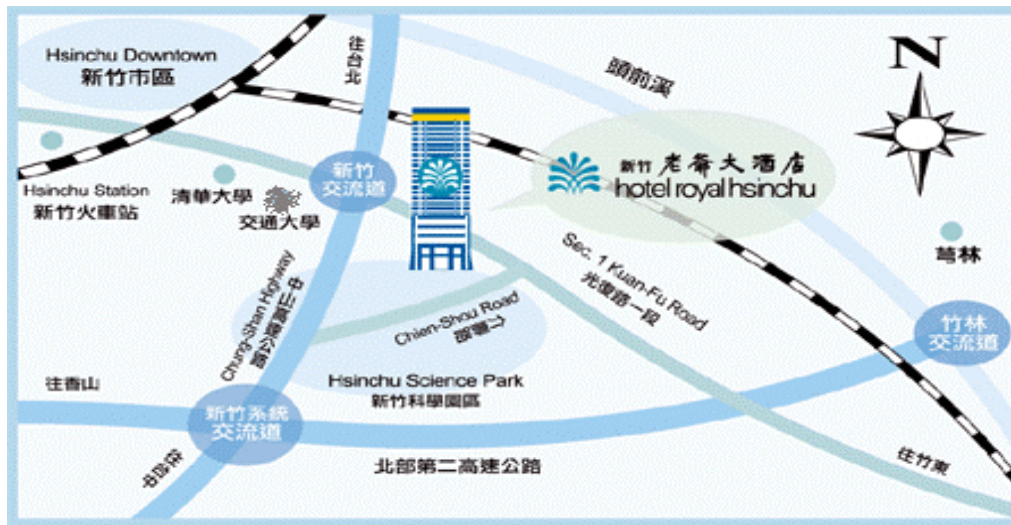 Hsinchu Downtown
新竹市區
往台北
頭前溪
N
新竹
交流道
新竹 老爺大酒店
hotel royal hsinchu
Hsinchu Station
新竹火車站
清華大學
交通大學
芎林
Sec. 1 Kuan-Fu Road
光復路一段
Chung-Shan Highway
中山高速公路
Chien-Shou Road
竹林
交流道
往香山
Hsinchu Science Park
新竹科學園區
新竹系統
交流道
往台中
北部第二高速公路
往竹東